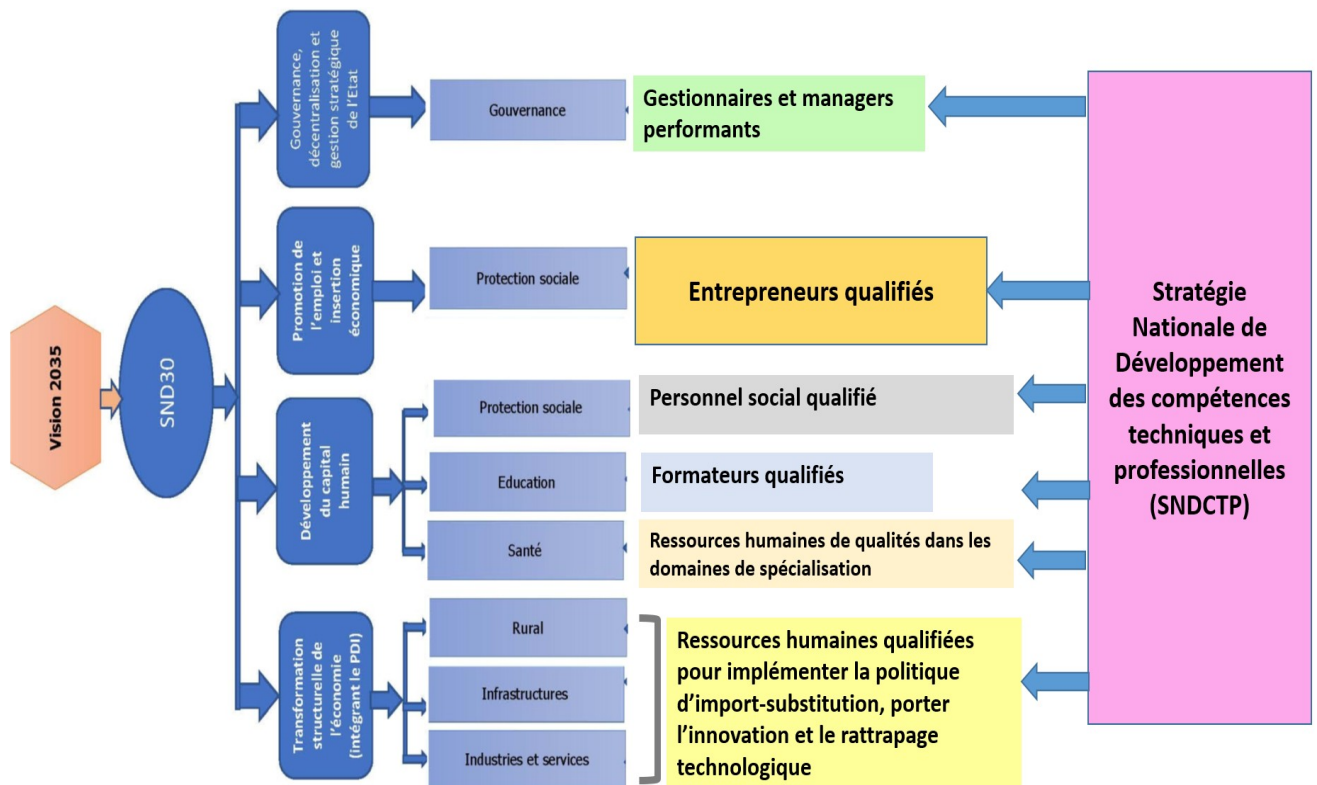 Vision 2035
SND30
Gouvernance,
décentralisation et
gestion stratégique
de l'Etat
Gouvernance
Gestionnaires et managers
performants
Promotion de
l'emploi et
insertion
économique
Protection sociale
Entrepreneurs qualifiés
Développement
du capital
humain
Protection sociale
Personnel social qualifié
Education
Formateurs qualifiés
Santé
Ressources humaines de qualités dans les
domaines de spécialisation
Transformation
structurelle de
l'économie
(intégrant le PDI)
Rural
Infrastructures
Industries et services
Ressources humaines qualifiées
pour implémenter la politique
d'import-substitution, porter
l'innovation et le rattrapage
technologique
Stratégie
Nationale de
Développement
des compétences
techniques et
professionnelles
(SNDCTP)